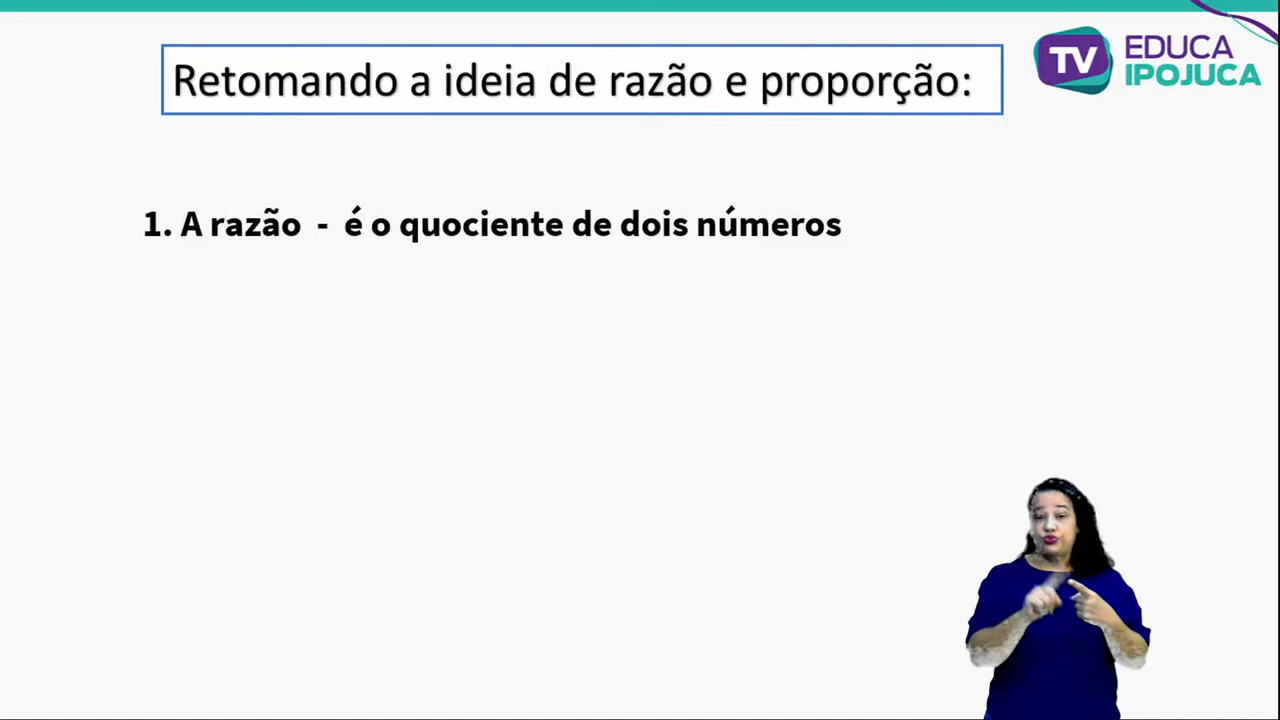 Retomando a ideia de razão e proporção:
TV EDUCA
IPOJUCA
1. A razão - é o quociente de dois números